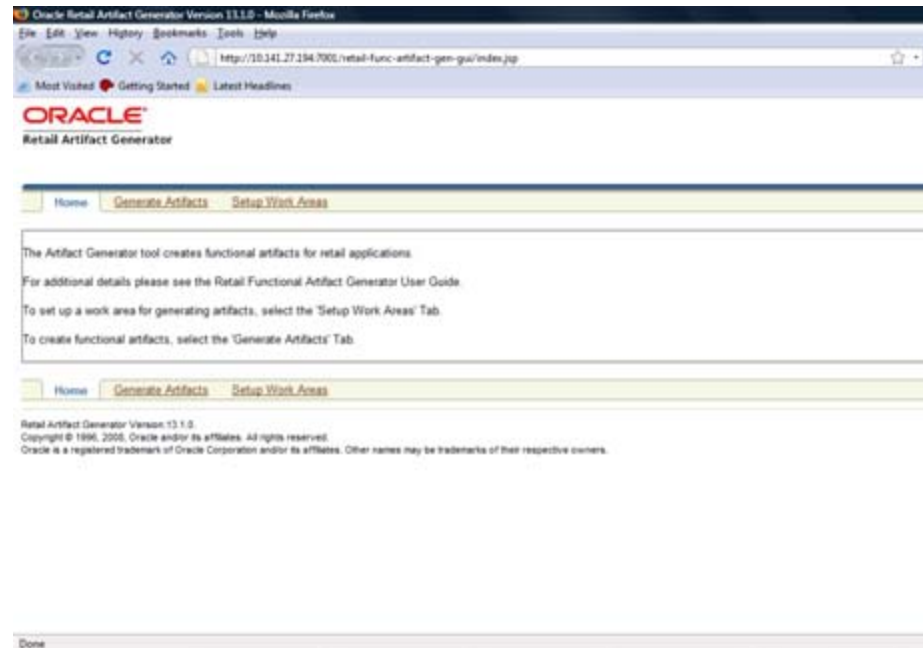 Oracle Retail Artifact Generator Version 13.1.0 - Mozilla Firefox
File Edit View History Bookmarks Tools Help
http://10.141.27.194:7001/retail-func-artifact-gen-gui/index.jsp
Most Visited Getting Started Latest Headlines
ORACLE
Retail Artifact Generator
Home Generate Artifacts Setup Work Areas
The Artifact Generator tool creates functional artifacts for retail applications.
For additional details please see the Retail Functional Artifact Generator User Guide.
To set up a work area for generating artifacts, select the 'Setup Work Areas' Tab.
To create functional artifacts, select the 'Generate Artifacts' Tab.
Home Generate Artifacts Setup Work Areas
Retail Artifact Generator Version 13.1.0.
Copyright © 1996, 2008, Oracle and/or its affiliates. All rights reserved.
Oracle is a registered trademark of Oracle Corporation and/or its affiliates. Other names may be trademarks of their respective owners.
Done